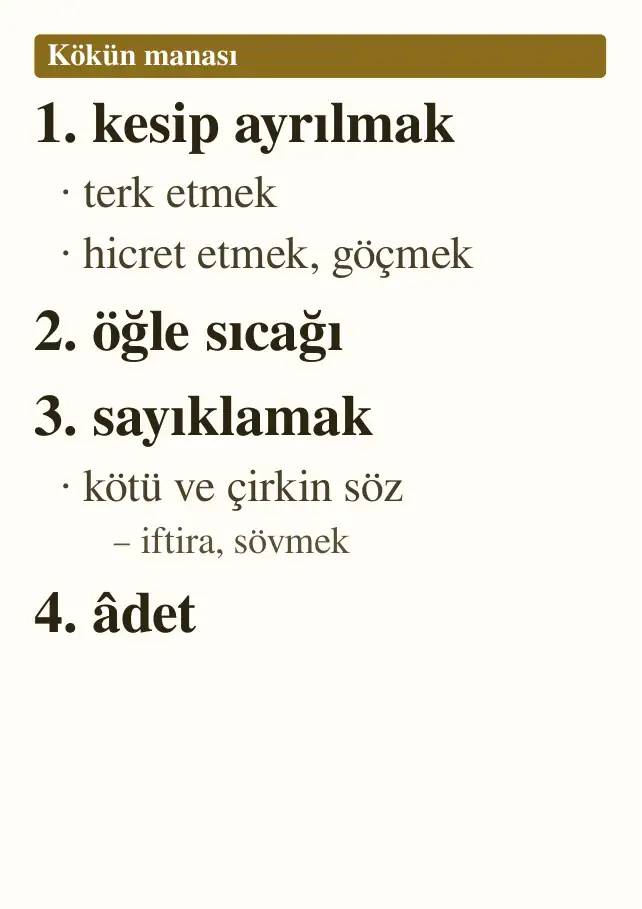 Kökün manası
1. kesip ayrılmak
· terk etmek
· hicret etmek, göçmek
2. öğle sıcağı
3. sayıklamak
· kötü ve çirkin söz
– iftira, sövmek
4. âdet